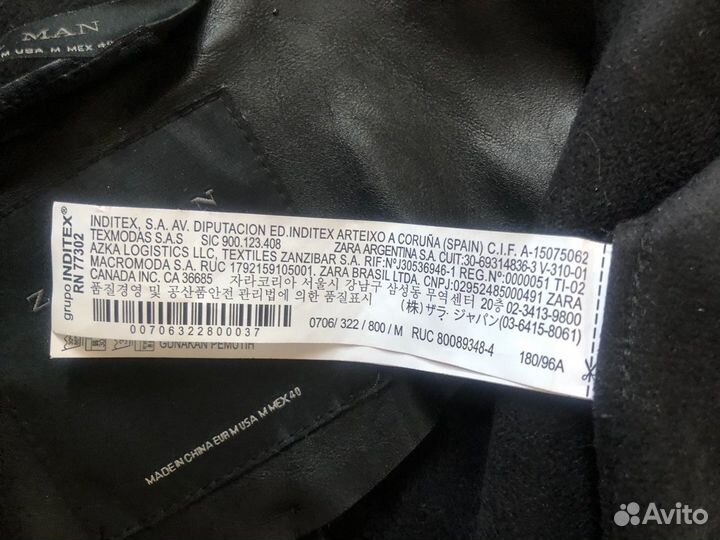 MAN
M USA M MEX 40
grupo INDITEX®
RN 77302
INDITEX, S.A. AV. DIPUTACION ED.INDITEX ARTEIXO A CORUÑA (SPAIN) C.I.F. A-15075062
TEXMODAS S.A.S SIC 900.123.408 ZARA ARGENTINA S.A. CUIT:30-69314836-3 V-310-01
AZKA LOGISTICS LLC, TEXTILES ZANZIBAR SA. RIF:NºJ30536946-1 REG.Nº:0000051 TI-02
MACROMODA S.A. RUC 1792159105001. ZARA BRASIL LTDA. CNPJ:02952485000491 ZARA
CANADA INC. CA 36685 자라코리아 서울시 강남구 삼성동 무역센터 20층 02-3413-9800
품질경영 및 공산품안전 관리법에 의한 품질표시 (株) ザラ ジャパン(03-6415-8061)
00706322800037
0706/ 322 / 800 / M RUC 80089348-4 180/96A
GUNAKAN PEMUTIH
MADE IN CHINA EUR M USA M MEX 40
Avito